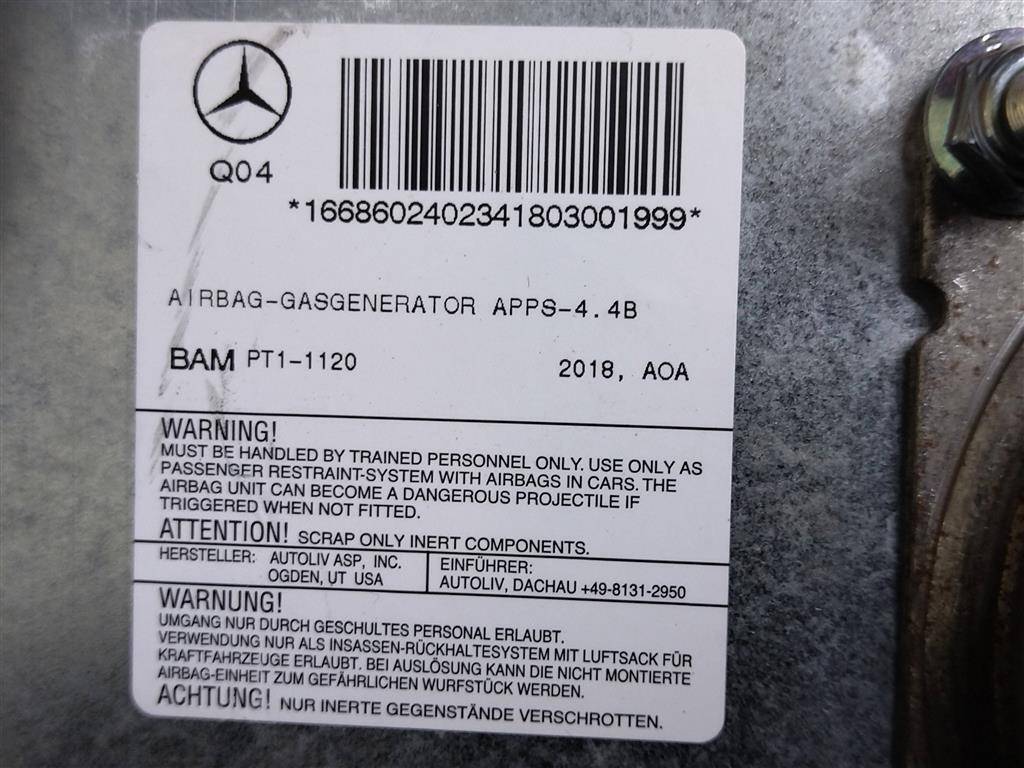 Q04
*1668602402341803001999*
AIRBAG-GASGENERATOR APPS-4.4B
BAM PT1-1120 2018, AOA
WARNING!
MUST BE HANDLED BY TRAINED PERSONNEL ONLY. USE ONLY AS
PASSENGER RESTRAINT-SYSTEM WITH AIRBAGS IN CARS. THE
AIRBAG UNIT CAN BECOME A DANGEROUS PROJECTILE IF
TRIGGERED WHEN NOT FITTED.
ATTENTION! SCRAP ONLY INERT COMPONENTS.
HERSTELLER: AUTOLIV ASP, INC.
OGDEN, UT USA
EINFÜHRER:
AUTOLIV, DACHAU +49-8131-2950
WARNUNG!
UMGANG NUR DURCH GESCHULTES PERSONAL ERLAUBT.
VERWENDUNG NUR ALS INSASSEN-RÜCKHALTESYSTEM MIT LUFTSACK FÜR
KRAFTFAHRZEUGE ERLAUBT. BEI AUSLÖSUNG KANN DIE NICHT MONTIERTE
AIRBAG-EINHEIT ZUM GEFÄHRLICHEN WURFSTÜCK WERDEN.
ACHTUNG! NUR INERTE GEGENSTÄNDE VERSCHROTTEN.